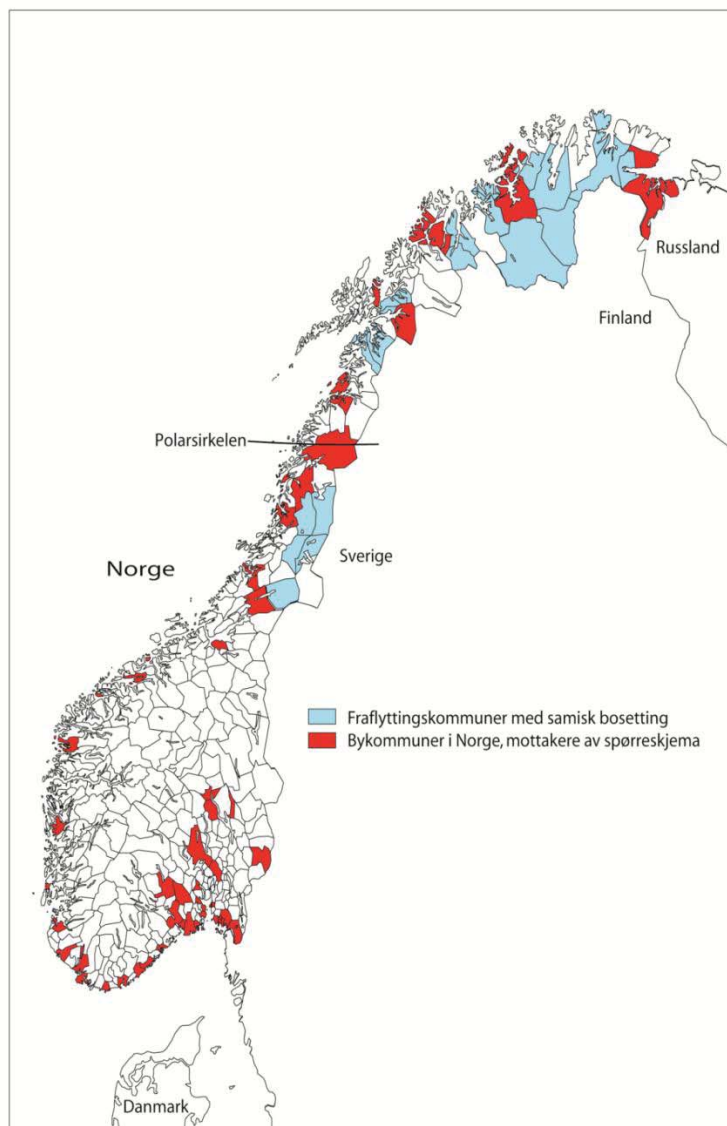 Russland
Finland
Polarsirkelen
Sverige
Norge
Fraflyttingskommuner med samisk bosetting
Bykommuner i Norge, mottakere av spørreskjema
Danmark